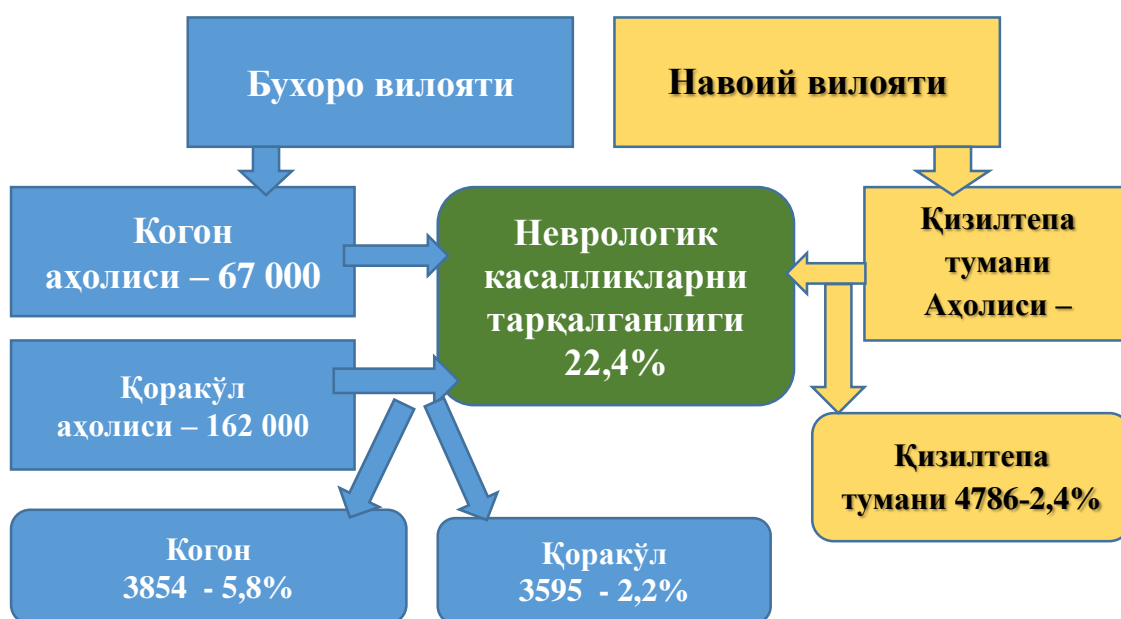 Бухоро вилояти
Навоий вилояти
Когон
аҳолиси – 67 000
Неврологик
касалликларни
тарқалганлиги
22,4%
Қизилтепа
тумани
Аҳолиси –
Қоракўл
аҳолиси – 162 000
Қизилтепа
тумани 4786-2,4%
Когон
3854 - 5,8%
Қоракўл
3595 - 2,2%